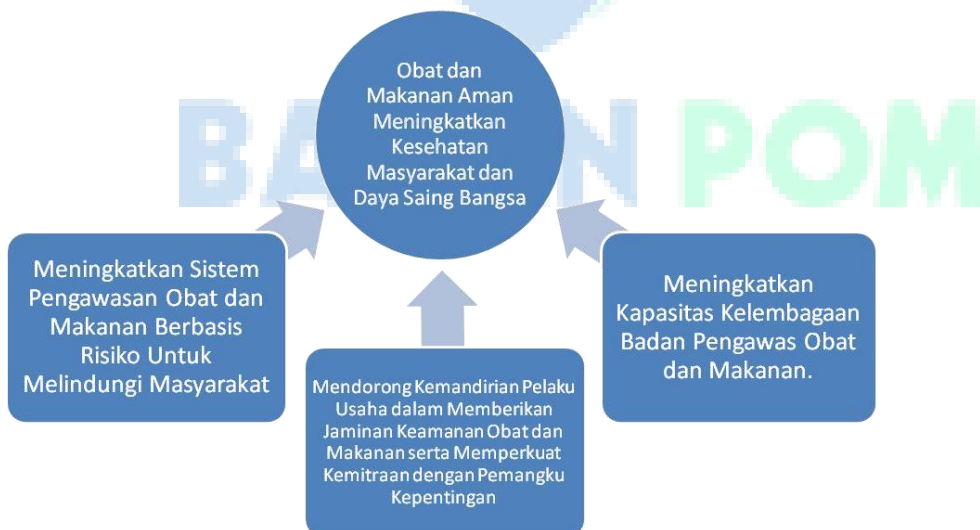 Obat dan
Makanan Aman
Meningkatkan
Kesehatan
Masyarakat dan
Daya Saing Bangsa
Meningkatkan Sistem
Pengawasan Obat dan
Makanan Berbasis
Risiko Untuk
Melindungi Masyarakat
Mendorong Kemandirian Pelaku
Usaha dalam Memberikan
Jaminan Keamanan Obat dan
Makanan serta Memperkuat
Kemitraan dengan Pemangku
Kepentingan
Meningkatkan
Kapasitas Kelembagaan
Badan Pengawas Obat
dan Makanan.
POM